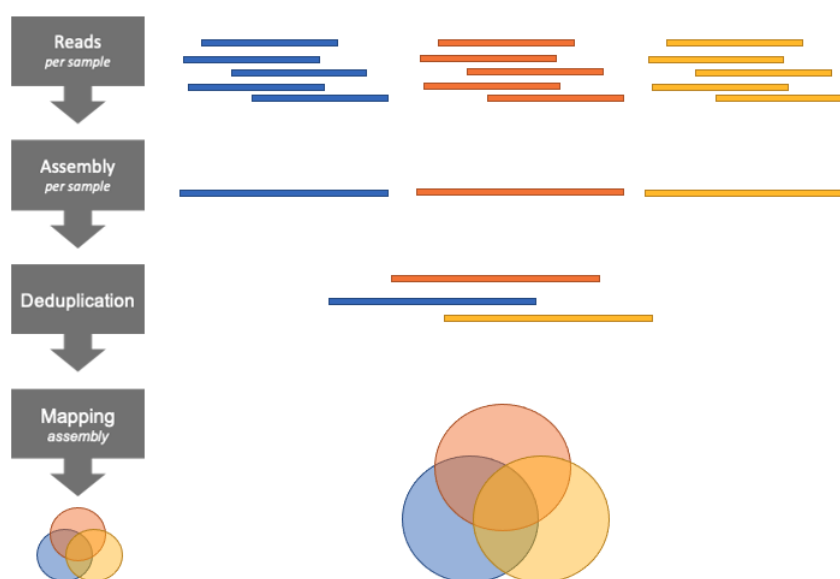 Reads
per sample
Assembly
per sample
Deduplication
Mapping
assembly